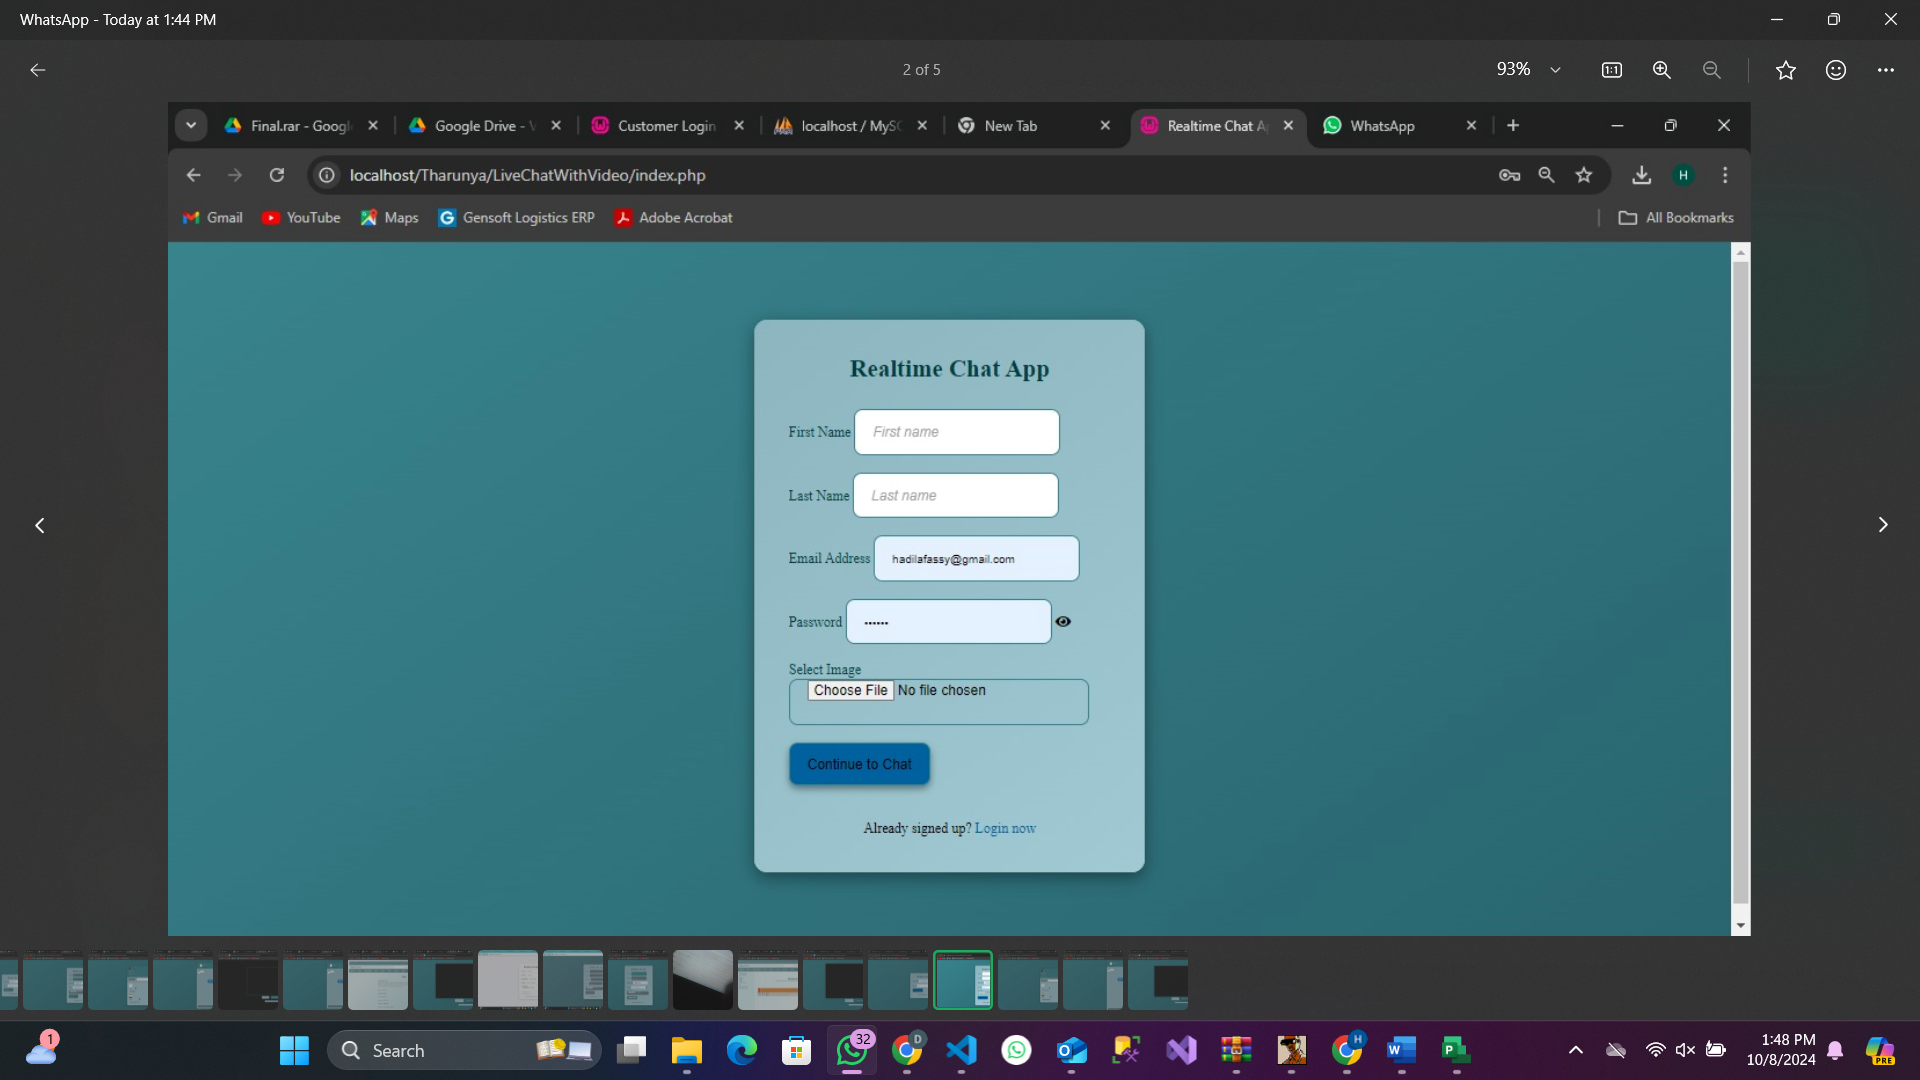 WhatsApp - Today at 1:44 PM
2 of 5
93%
Final.rar - Googl
Google Drive - V
Customer Login
localhost / MySC
New Tab
Realtime Chat A
WhatsApp
localhost/Tharunya/LiveChatWithVideo/index.php
H
Gmail
YouTube
Maps
Gensoft Logistics ERP
Adobe Acrobat
All Bookmarks
Realtime Chat App
First Name First name
Last Name Last name
Email Address hadilafassy@gmail.com
Password ••••••
Select Image
Choose File No file chosen
Continue to Chat
Already signed up? Login now
1
Search
32
D
H
1:48 PM
10/8/2024
PRE